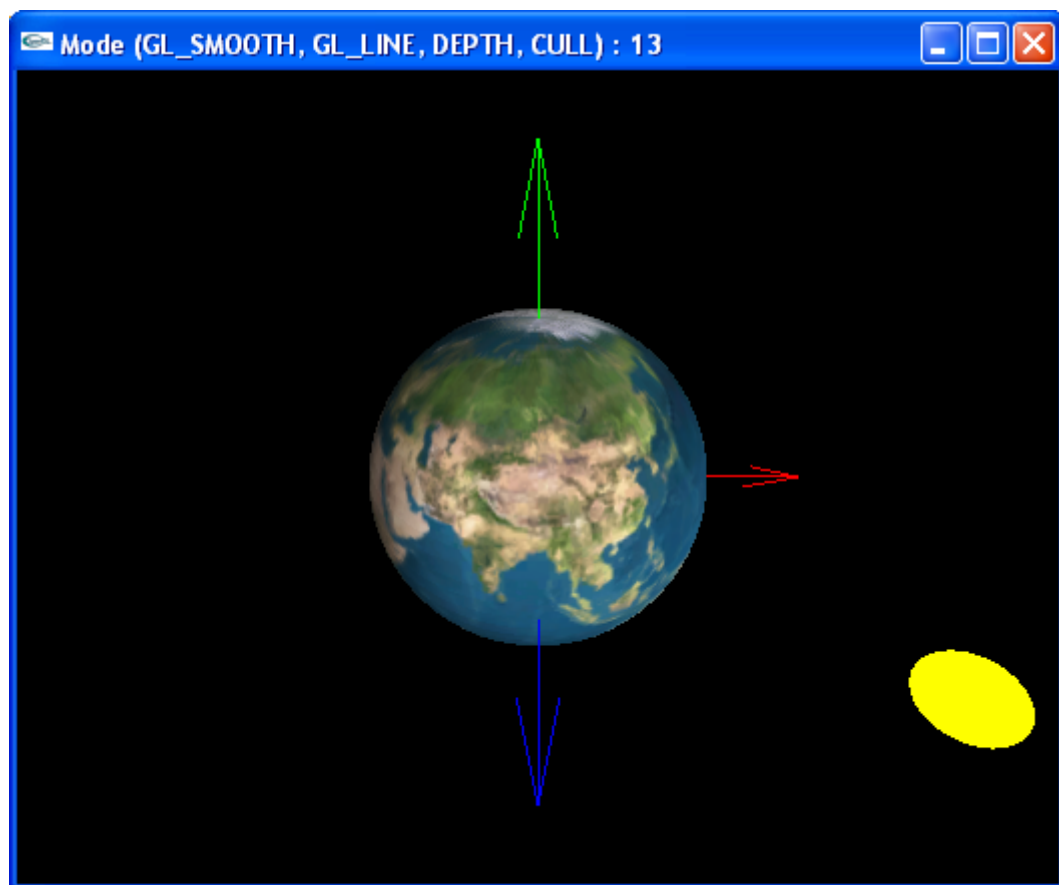 Mode (GL_SMOOTH, GL_LINE, DEPTH, CULL) : 13